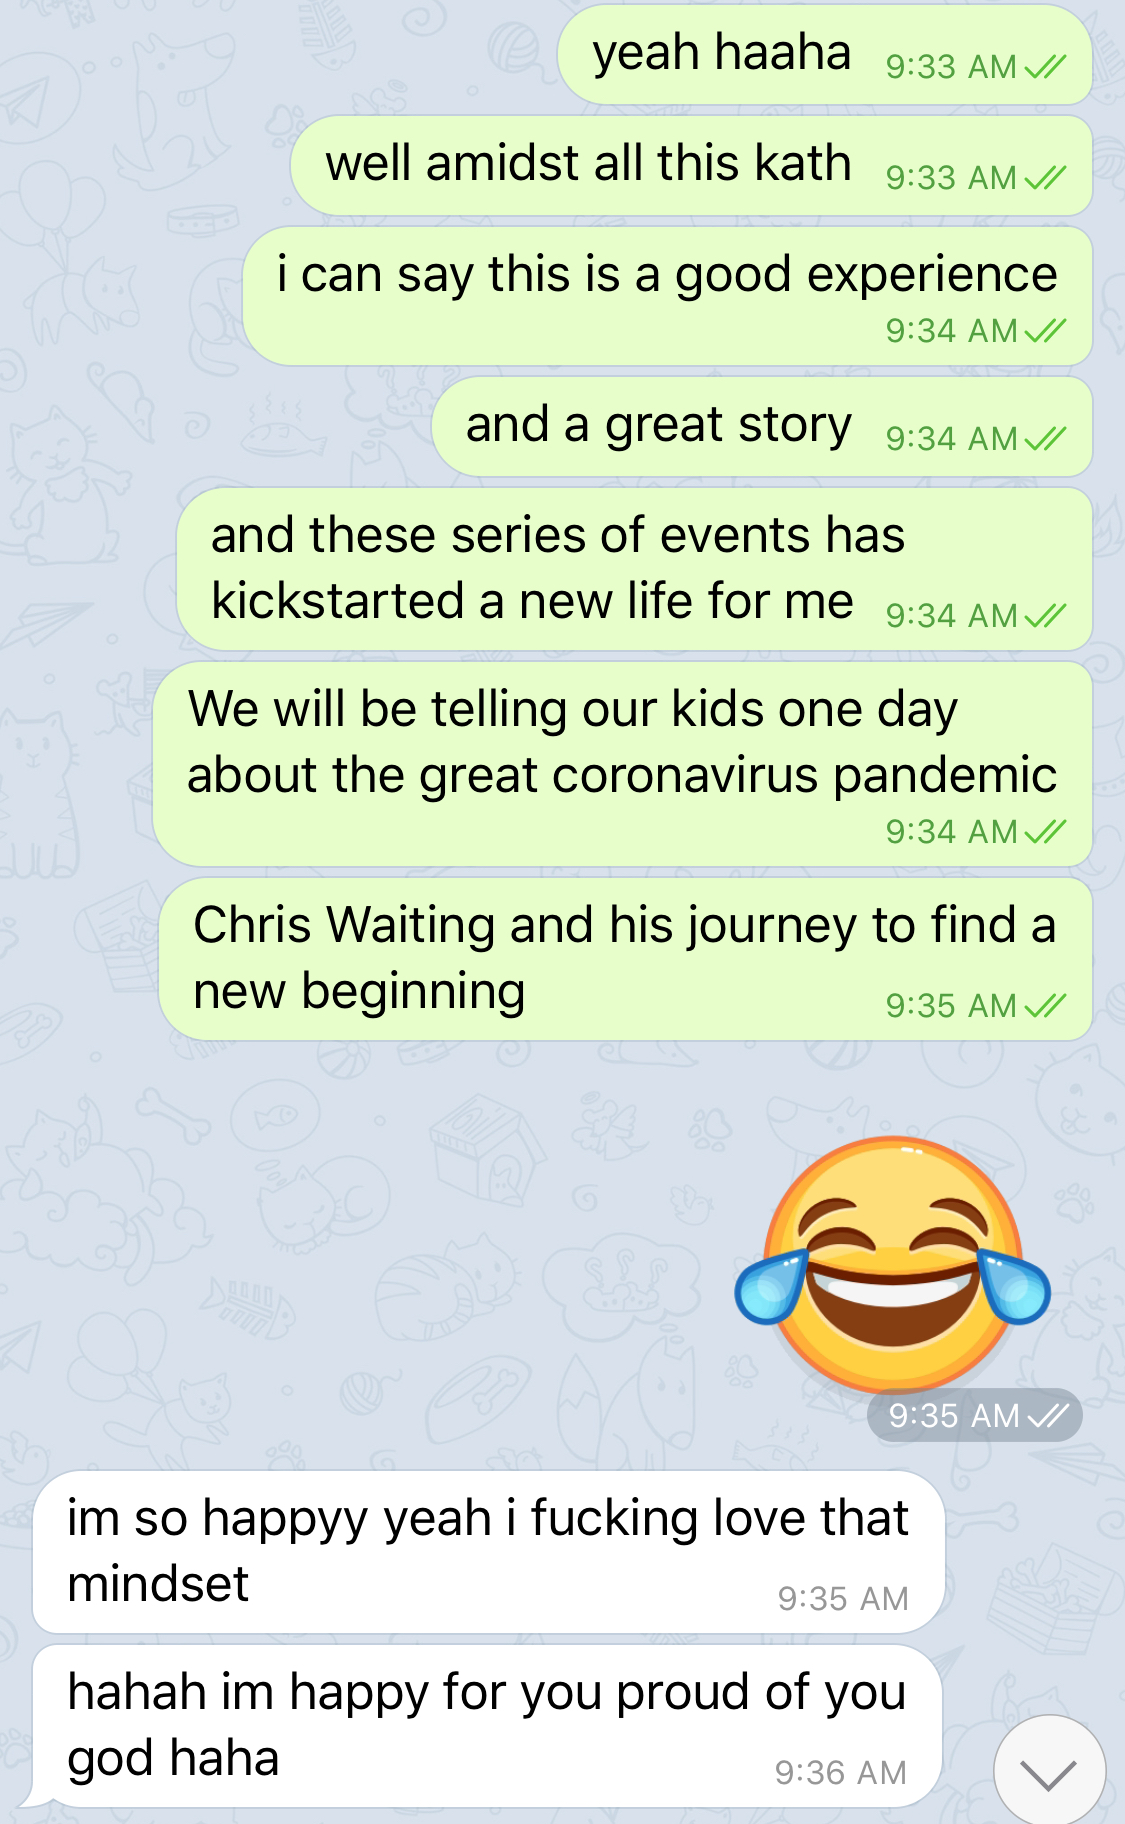 yeah haaha
9:33 AM
well amidst all this kath
9:33 AM
i can say this is a good experience
9:34 AM
and a great story
9:34 AM
and these series of events has
kickstarted a new life for me
9:34 AM
We will be telling our kids one day
about the great coronavirus pandemic
9:34 AM
Chris Waiting and his journey to find a
new beginning
9:35 AM
9:35 AM
im so happyy yeah i fucking love that
mindset
9:35 AM
hahah im happy for you proud of you
god haha
9:36 AM